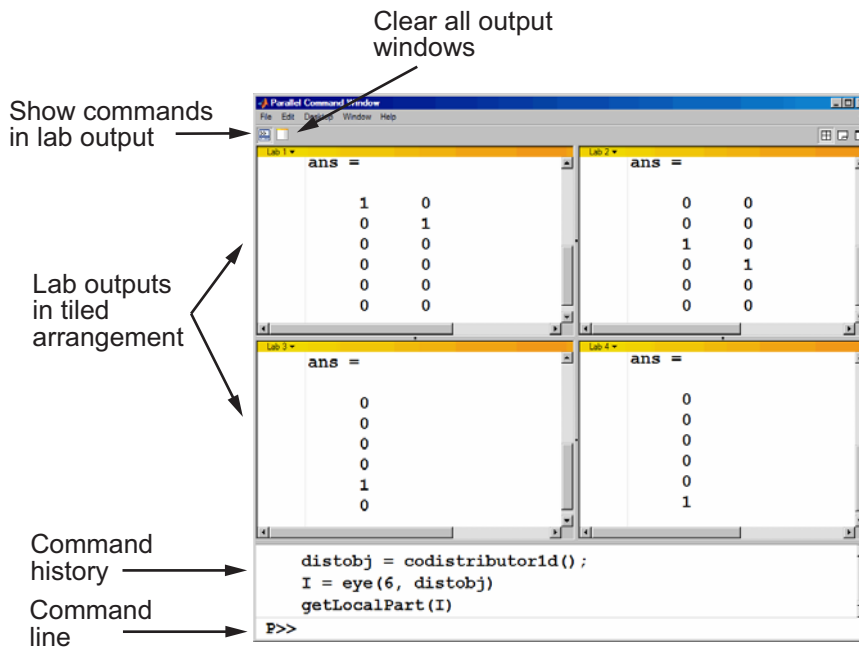 Clear all output
windows
Show commands
in lab output
Parallel Command Window
File Edit Desktop Window Help
Lab 1
ans =
1 0
0 1
0 0
0 0
0 0
0 0
Lab 2
ans =
0 0
0 0
1 0
0 1
0 0
0 0
Lab outputs
in tiled
arrangement
Lab 3
ans =
0
0
0
0
1
0
Lab 4
ans =
0
0
0
0
0
1
Command
history
distobj = codistributor1d();
I = eye(6, distobj)
getLocalPart(I)
Command
line
P>>